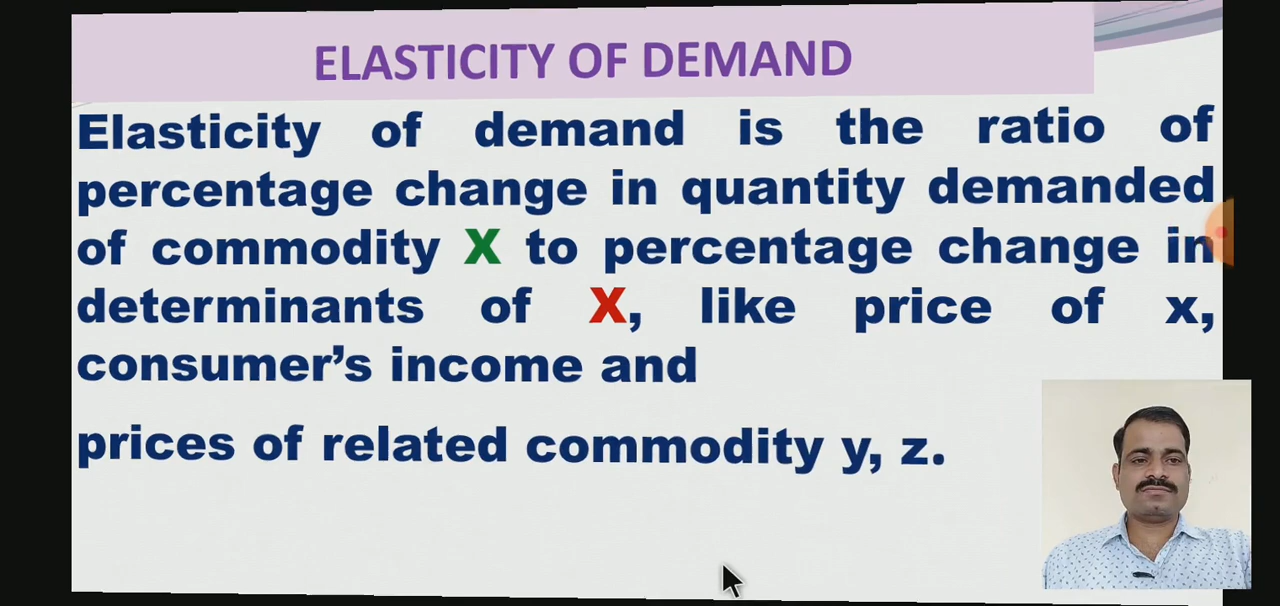 ELASTICITY OF DEMAND
Elasticity of demand is the ratio of
percentage change in quantity demanded
of commodity X to percentage change in
determinants of X, like price of x,
consumer’s income and
prices of related commodity y, z.